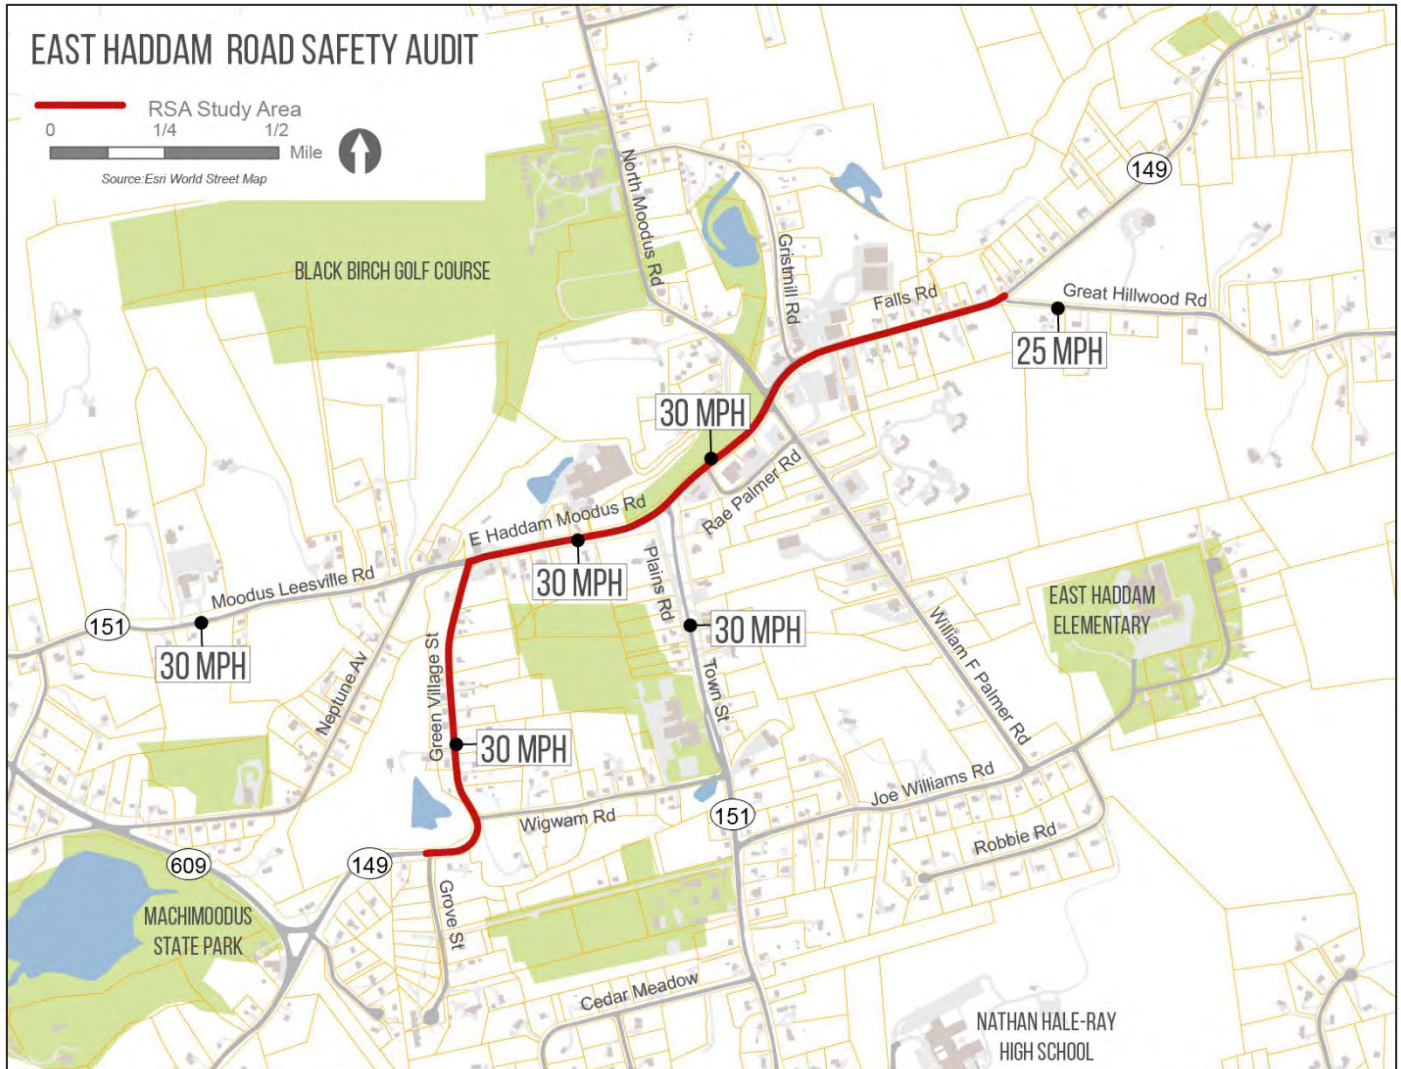 EAST HADDAM ROAD SAFETY AUDIT
RSA Study Area
0 1/4 1/2
Mile
Source:Esri World Street Map
149
North Moodus Rd
Gristmill Rd
BLACK BIRCH GOLF COURSE
Falls Rd
Great Hillwood Rd
25 MPH
30 MPH
Rae Palmer Rd
E Haddam Moodus Rd
30 MPH
Moodus Leesville Rd
151
30 MPH
Plains Rd
30 MPH
EAST HADDAM
ELEMENTARY
William F Palmer Rd
Neptune Av
Green Village St
Town St
30 MPH
Joe Williams Rd
Wigwam Rd
151
Robbie Rd
609
149
Grove St
MACHIMOODUS
STATE PARK
Cedar Meadow
NATHAN HALE-RAY
HIGH SCHOOL